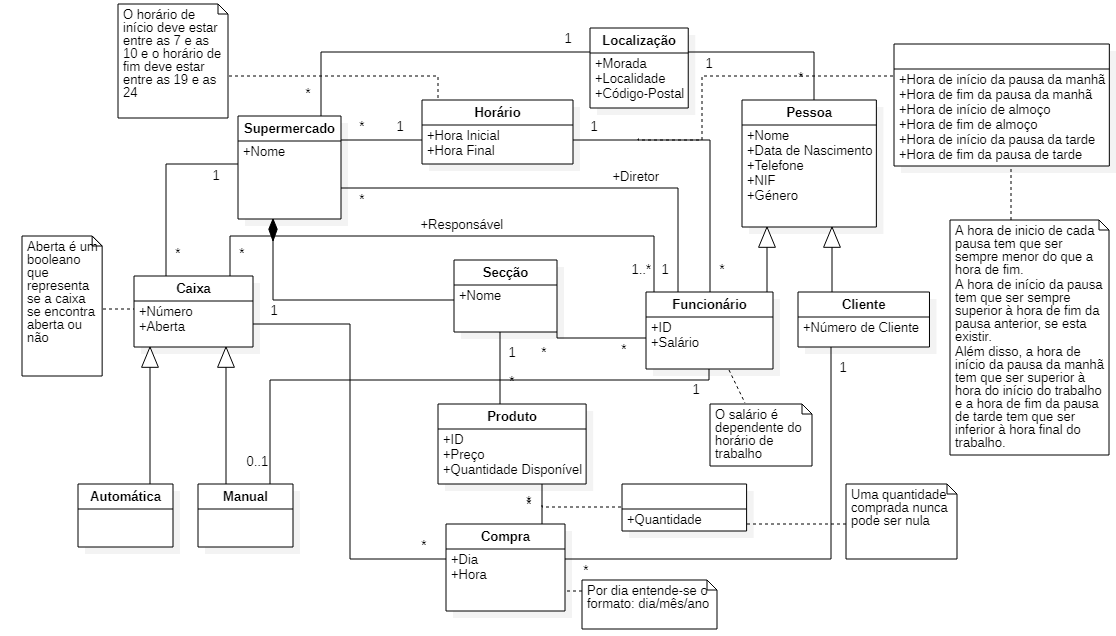 O horário de
início deve estar
entre as 7 e as
10 e o horário de
fim deve estar
entre as 19 e as
24
1
Localização
+Morada
+Localidade
+Código-Postal
1
*
*
+Hora de início da pausa da manhã
+Hora de fim da pausa da manhã
+Hora de início de almoço
+Hora de fim de almoço
+Hora de início da pausa da tarde
+Hora de fim da pausa de tarde
Supermercado
+Nome
*
1
Horário
+Hora Inicial
+Hora Final
1
Pessoa
+Nome
+Data de Nascimento
+Telefone
+NIF
+Género
1
*
+Diretor
+Responsável
A hora de inicio de cada
pausa tem que ser
sempre menor do que a
hora de fim.
A hora de início da pausa
tem que ser sempre
superior à hora de fim da
pausa anterior, se esta
existir.
Além disso, a hora de
início da pausa da manhã
tem que ser superior à
hora do início do trabalho
e a hora de fim da pausa
de tarde tem que ser
inferior à hora final do
trabalho.
Aberta é um
booleano
que
representa
se a caixa
se encontra
aberta ou
não
*
*
Caixa
+Número
+Aberta
1
Secção
+Nome
1..*
1
*
Funcionário
+ID
+Salário
Cliente
+Número de Cliente
1
*
*
1
*
1
O salário é
dependente do
horário de
trabalho
Produto
+ID
+Preço
+Quantidade Disponível
0..1
Automática
Manual
*
*
+Quantidade
Uma quantidade
comprada nunca
pode ser nula
Compra
+Dia
+Hora
*
*
Por dia entende-se o
formato: dia/mês/ano